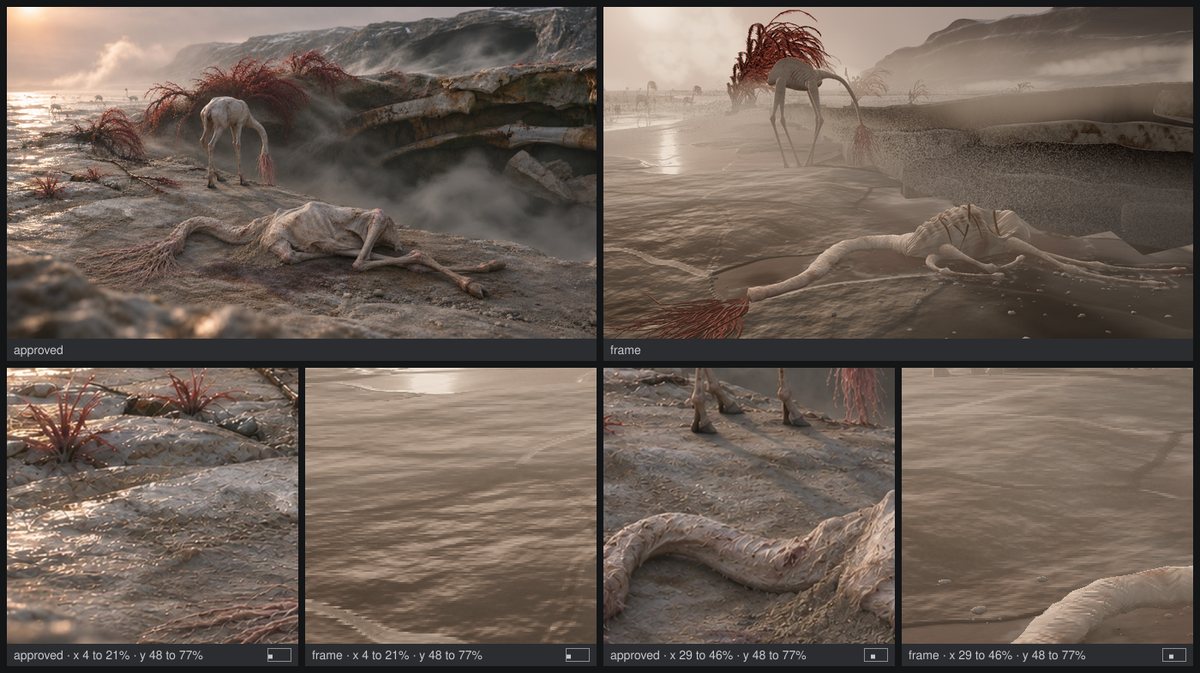 approved
frame
approved · x 4 to 21% · y 48 to 77%
frame · x 4 to 21% · y 48 to 77%
approved · x 29 to 46% · y 48 to 77%
frame · x 29 to 46% · y 48 to 77%